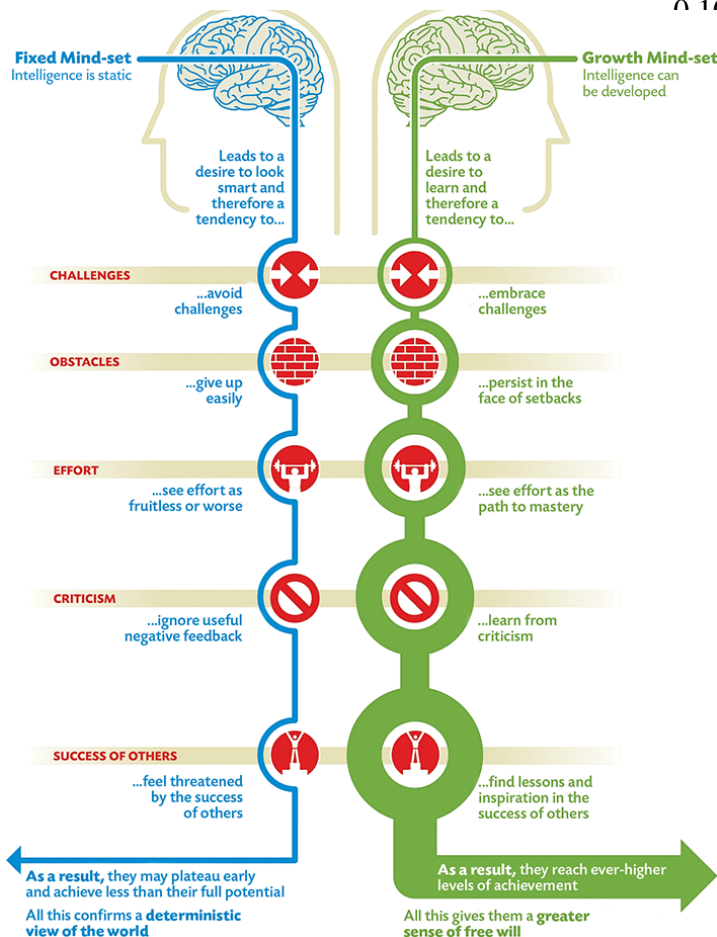 Fixed Mind-set
Intelligence is static
Growth Mind-set
Intelligence can
be developed
Leads to a
desire to look
smart and
therefore a
tendency to...
Leads to a
desire to
learn and
therefore a
tendency to...
CHALLENGES
...avoid
challenges
...embrace
challenges
OBSTACLES
...give up
easily
...persist in the
face of setbacks
EFFORT
...see effort as
fruitless or worse
...see effort as the
path to mastery
CRITICISM
...ignore useful
negative feedback
...learn from
criticism
SUCCESS OF OTHERS
...feel threatened
by the success
of others
...find lessons and
inspiration in the
success of others
As a result, they may plateau early
and achieve less than their full potential
All this confirms a deterministic
view of the world
As a result, they reach ever-higher
levels of achievement
All this gives them a greater
sense of free will